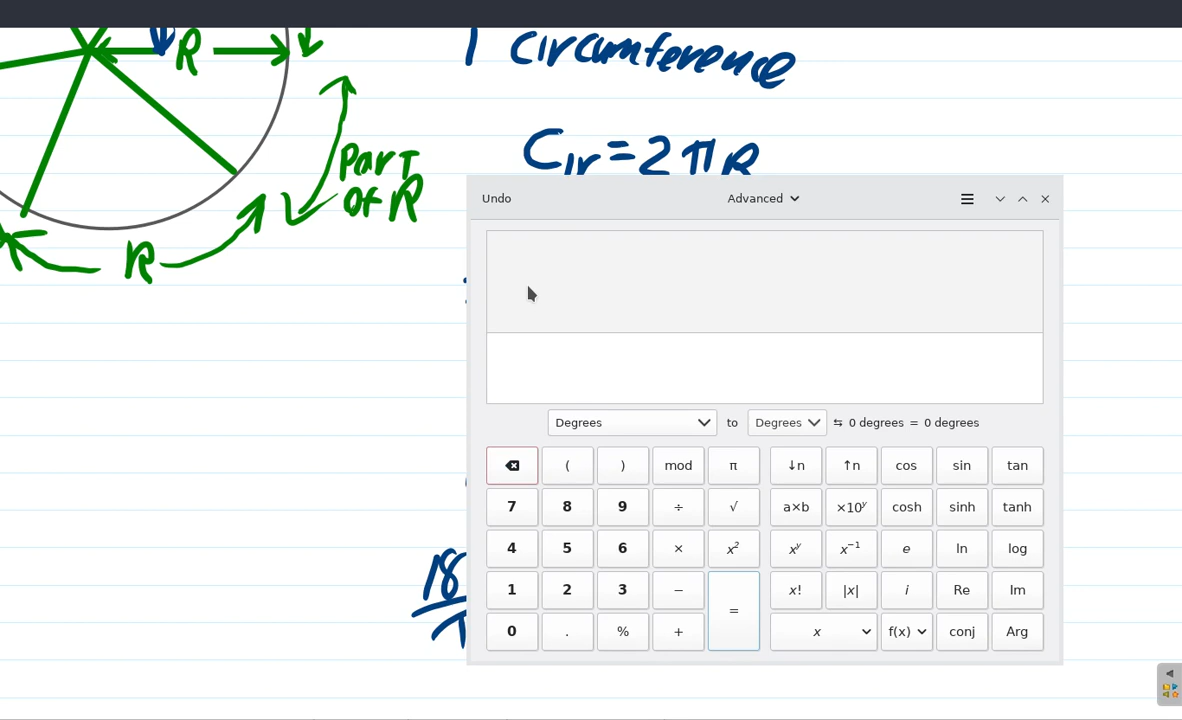 R
Circumference
Cir = 2 π R
Part
of R
R
18
Undo
Advanced
Degrees to Degrees ⇆ 0 degrees = 0 degrees
⌫ ( ) mod π ↓n ↑n cos sin tan
7 8 9 ÷ √ a×b ×10ʸ cosh sinh tanh
4 5 6 × x² xʸ x⁻¹ e ln log
1 2 3 − = x! |x| i Re Im
0 . % + x f(x) conj Arg